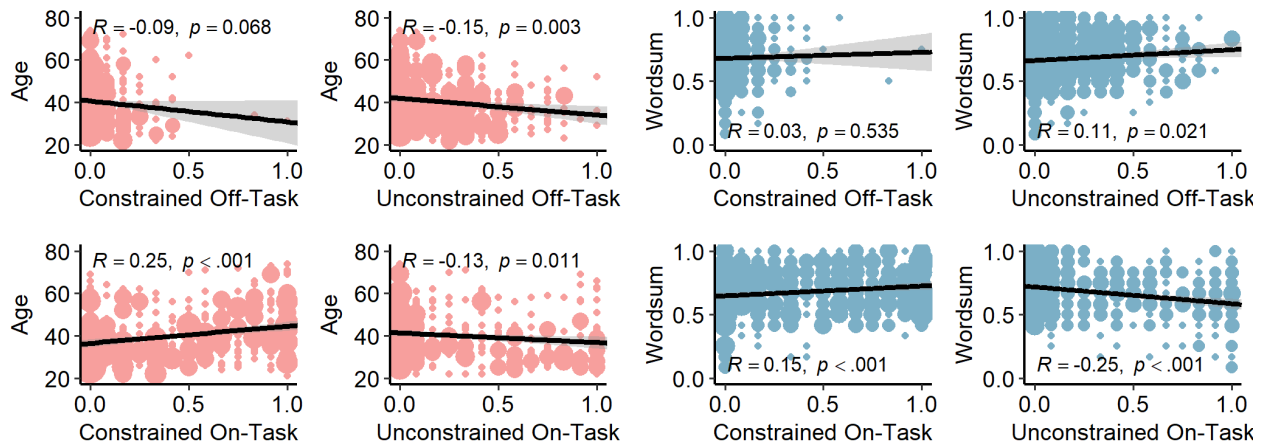 80
60
40
20
Age
R = -0.09, p = 0.068
0.0 0.5 1.0
Constrained Off-Task
80
60
40
20
Age
R = -0.15, p = 0.003
0.0 0.5 1.0
Unconstrained Off-Task
1.0
0.5
0.0
Wordsum
R = 0.03, p = 0.535
0.0 0.5 1.0
Constrained Off-Task
1.0
0.5
0.0
Wordsum
R = 0.11, p = 0.021
0.0 0.5 1.0
Unconstrained Off-Task
80
60
40
20
Age
R = 0.25, p < .001
0.0 0.5 1.0
Constrained On-Task
80
60
40
20
Age
R = -0.13, p = 0.011
0.0 0.5 1.0
Unconstrained On-Task
1.0
0.5
0.0
Wordsum
R = 0.15, p < .001
0.0 0.5 1.0
Constrained On-Task
1.0
0.5
0.0
Wordsum
R = -0.25, p < .001
0.0 0.5 1.0
Unconstrained On-Task